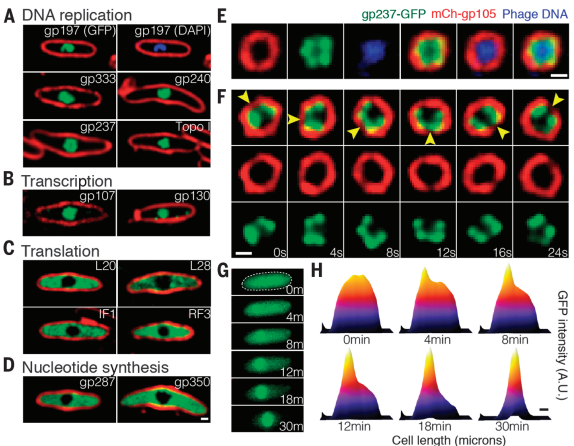 A DNA replication
gp197 (GFP) gp197 (DAPI)
gp333 gp240
gp237 Topo I
B Transcription
gp107 gp130
C Translation
L20 L28
IF1 RF3
D Nucleotide synthesis
gp287 gp350
gp237-GFP mCh-gp105 Phage DNA
E
F
0s 4s 8s 12s 16s 24s
G
0m
4m
8m
12m
18m
30m
H
0min 4min 8min
12min 18min 30min
Cell length (microns)
GFP intensity (A.U.)